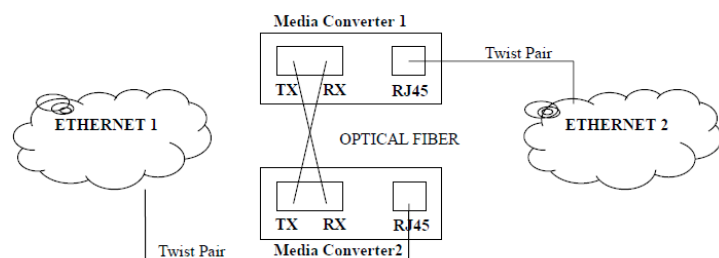 Media Converter 1
Twist Pair
TX RX RJ45
ETHERNET 1
ETHERNET 2
OPTICAL FIBER
TX RX RJ45
Media Converter2
Twist Pair